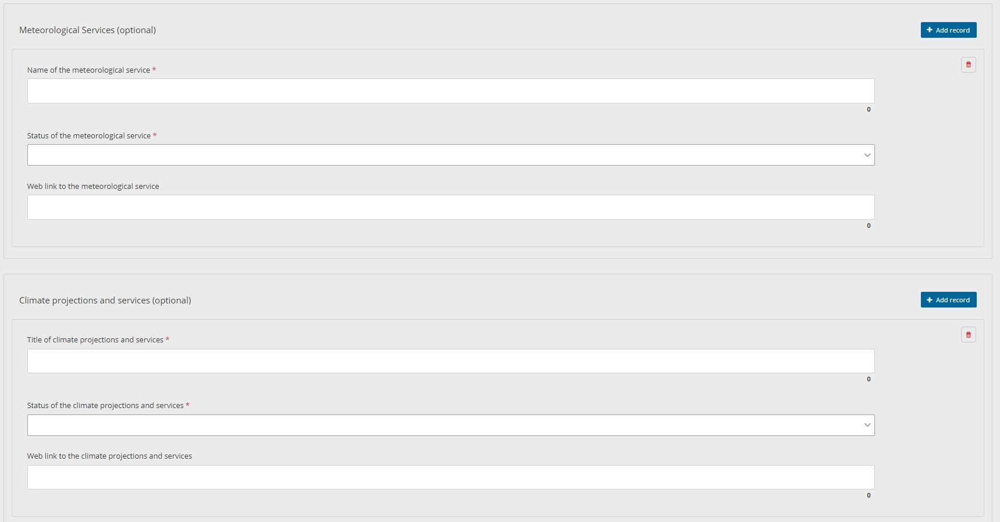 Meteorological Services (optional)
+ Add record
Name of the meteorological service *
0
Status of the meteorological service *
Web link to the meteorological service
0
Climate projections and services (optional)
+ Add record
Title of climate projections and services *
0
Status of the climate projections and services *
Web link to the climate projections and services
0